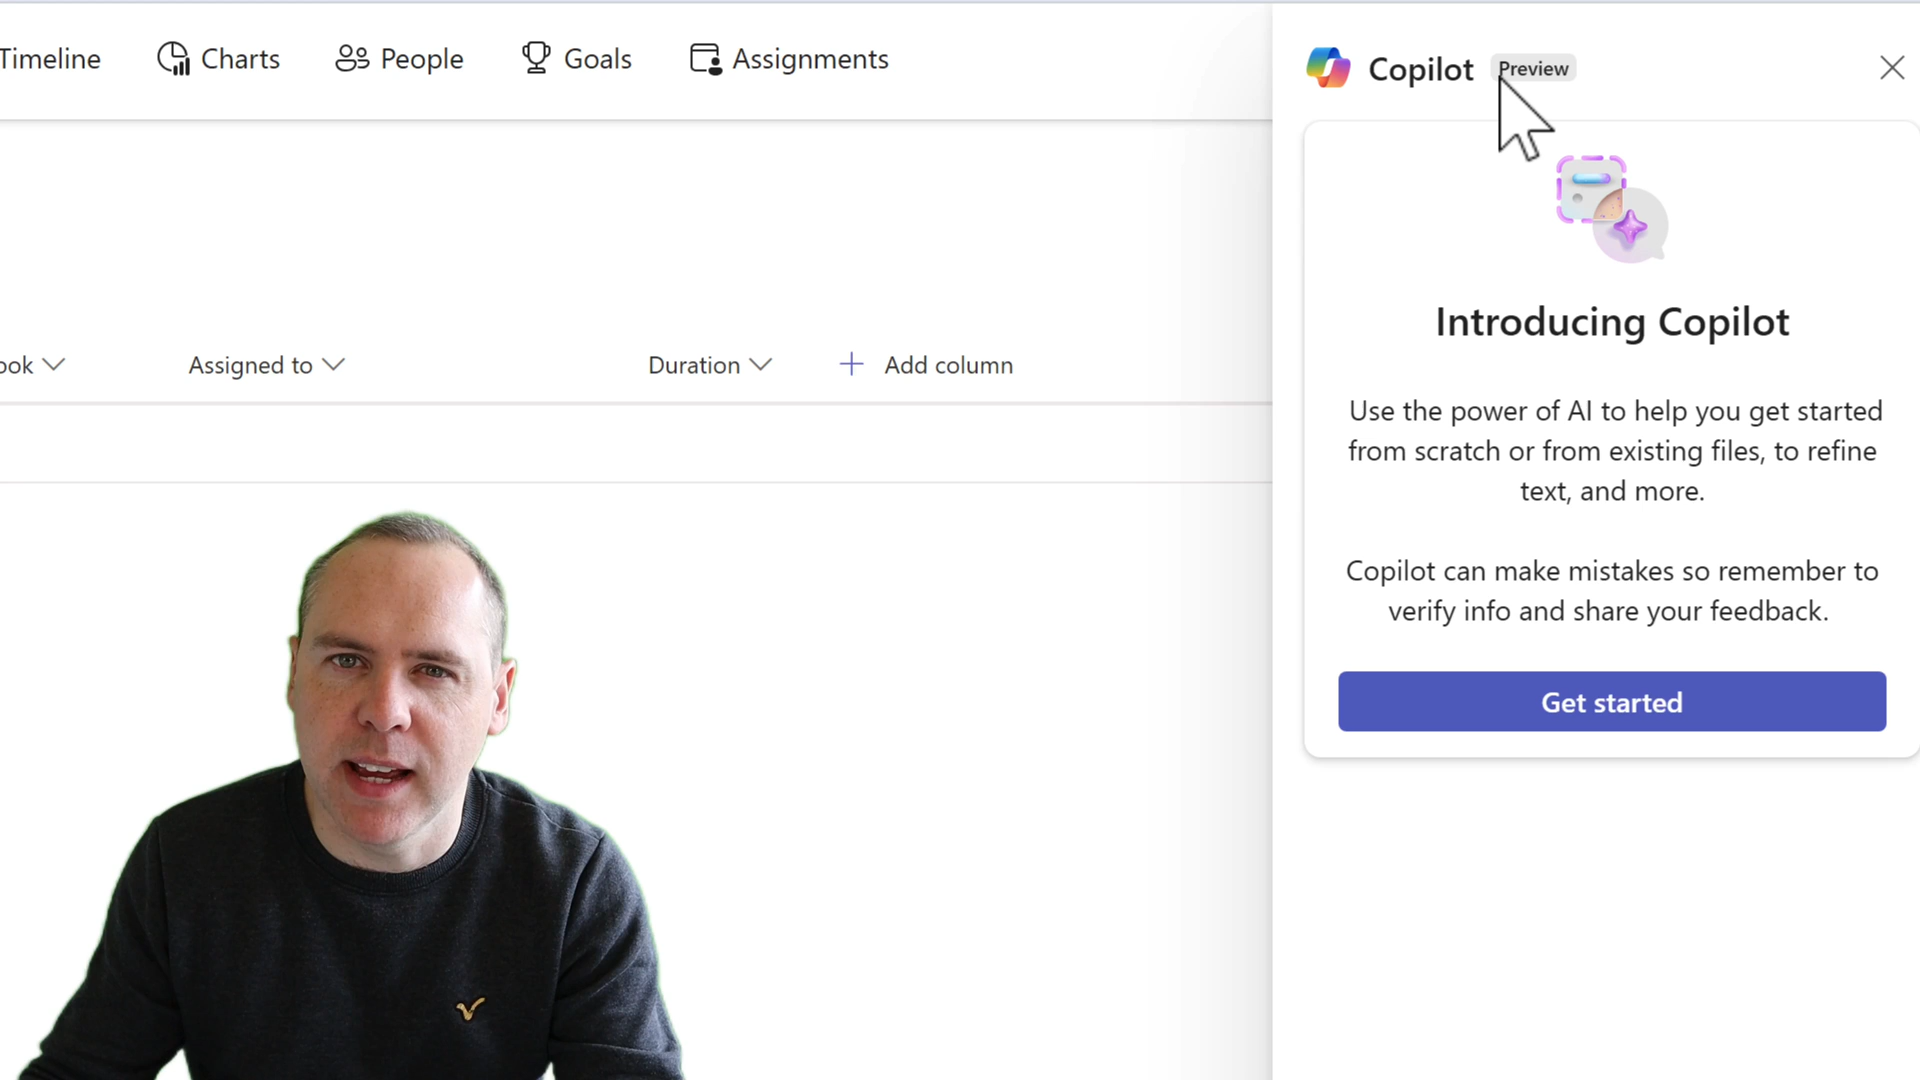 Timeline
Charts
People
Goals
Assignments
Copilot Preview
ook
Assigned to
Duration
Add column
Introducing Copilot
Use the power of AI to help you get started
from scratch or from existing files, to refine
text, and more.
Copilot can make mistakes so remember to
verify info and share your feedback.
Get started